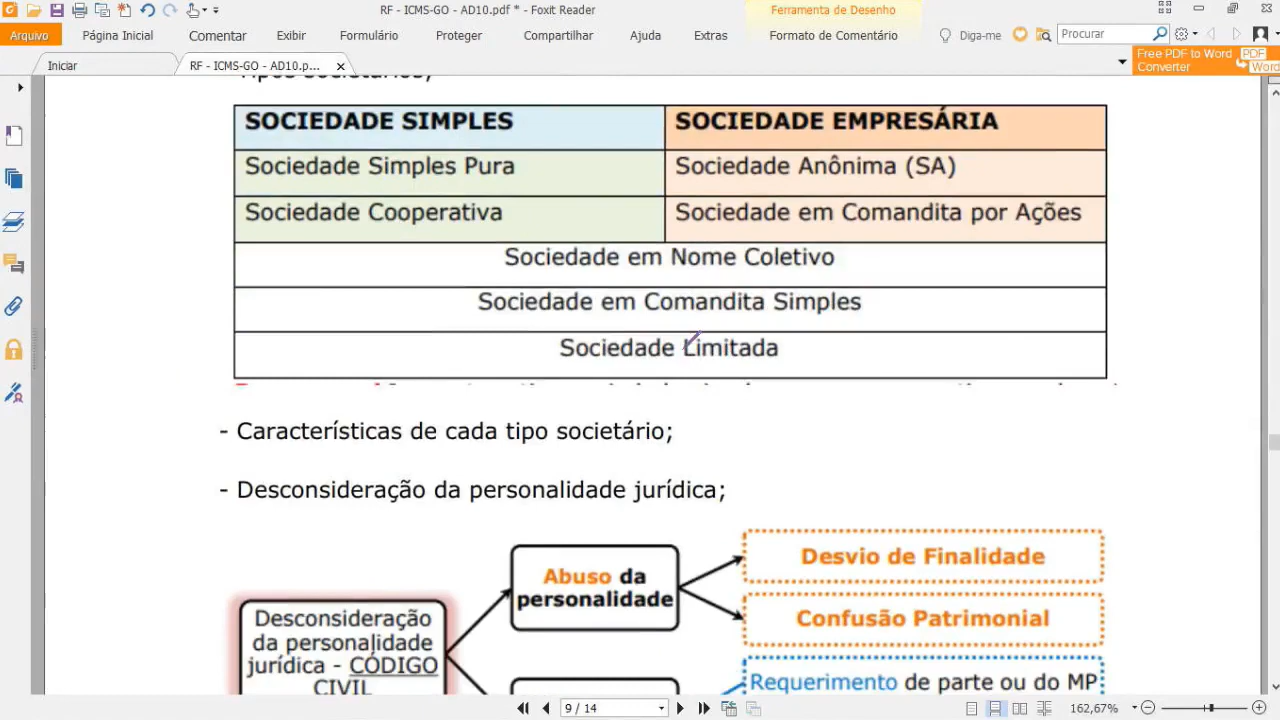 RF - ICMS-GO - AD10.pdf * - Foxit Reader
Ferramenta de Desenho
Arquivo
Página Inicial
Comentar
Exibir
Formulário
Proteger
Compartilhar
Ajuda
Extras
Formato de Comentário
Diga-me
Procurar
Iniciar
RF - ICMS-GO - AD10.p...
Free PDF to Word
Converter
PDF
Word
Tipos societários;
SOCIEDADE SIMPLES
SOCIEDADE EMPRESÁRIA
Sociedade Simples Pura
Sociedade Anônima (SA)
Sociedade Cooperativa
Sociedade em Comandita por Ações
Sociedade em Nome Coletivo
Sociedade em Comandita Simples
Sociedade Limitada
- Características de cada tipo societário;
- Desconsideração da personalidade jurídica;
Desconsideração
da personalidade
jurídica - CÓDIGO
CIVIL
Abuso da
personalidade
Desvio de Finalidade
Confusão Patrimonial
Requerimento de parte ou do MP
9 / 14
162,67%